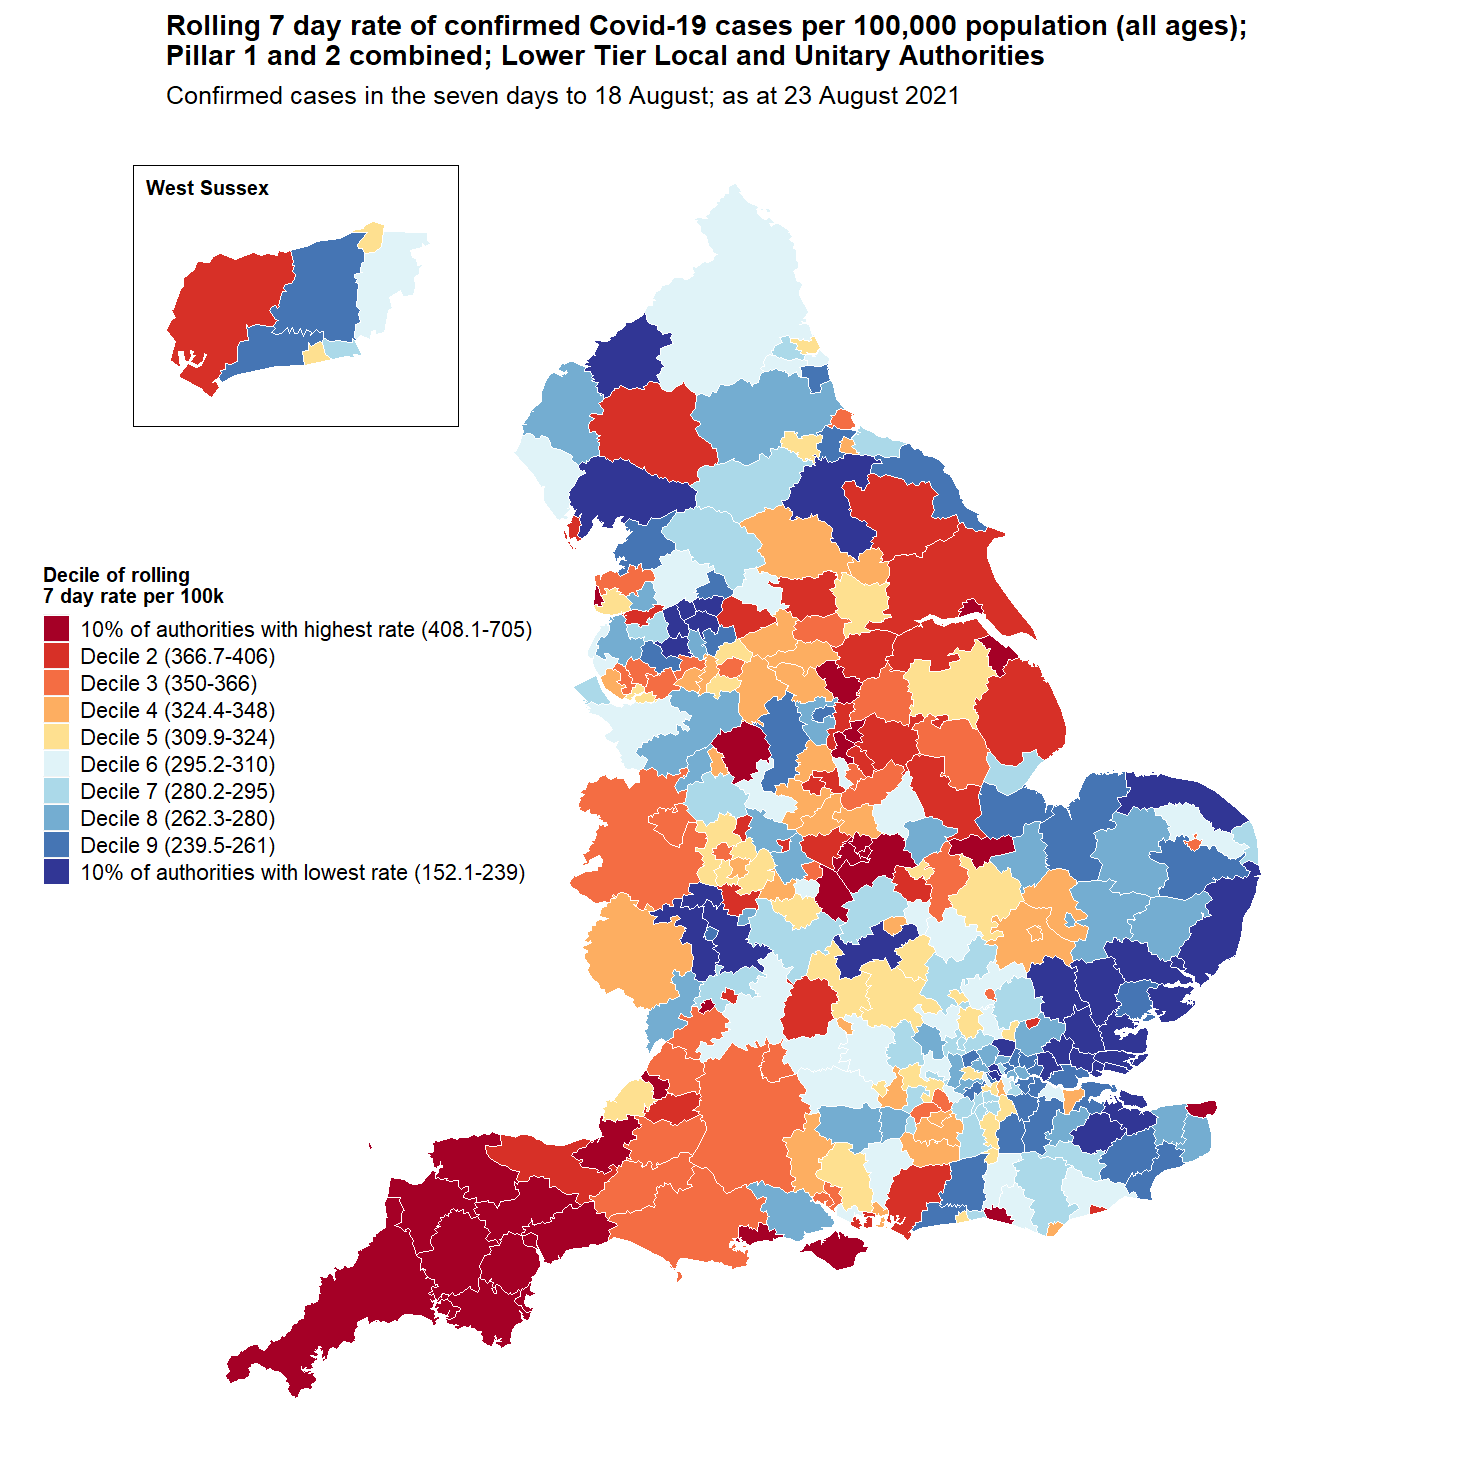 Rolling 7 day rate of confirmed Covid-19 cases per 100,000 population (all ages);
Pillar 1 and 2 combined; Lower Tier Local and Unitary Authorities
Confirmed cases in the seven days to 18 August; as at 23 August 2021
West Sussex
Decile of rolling
7 day rate per 100k
10% of authorities with highest rate (408.1-705)
Decile 2 (366.7-406)
Decile 3 (350-366)
Decile 4 (324.4-348)
Decile 5 (309.9-324)
Decile 6 (295.2-310)
Decile 7 (280.2-295)
Decile 8 (262.3-280)
Decile 9 (239.5-261)
10% of authorities with lowest rate (152.1-239)